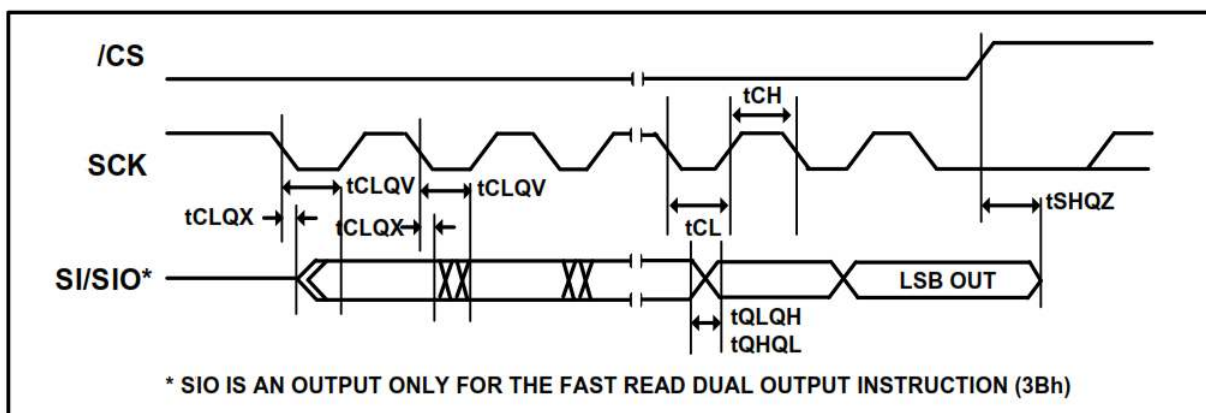 /CS
tCH
SCK
tCLQV
tCLQV
tCLQX
tCLQX
tCL
tSHQZ
SI/SIO*
LSB OUT
tQLQH
tQHQL
* SIO IS AN OUTPUT ONLY FOR THE FAST READ DUAL OUTPUT INSTRUCTION (3Bh)